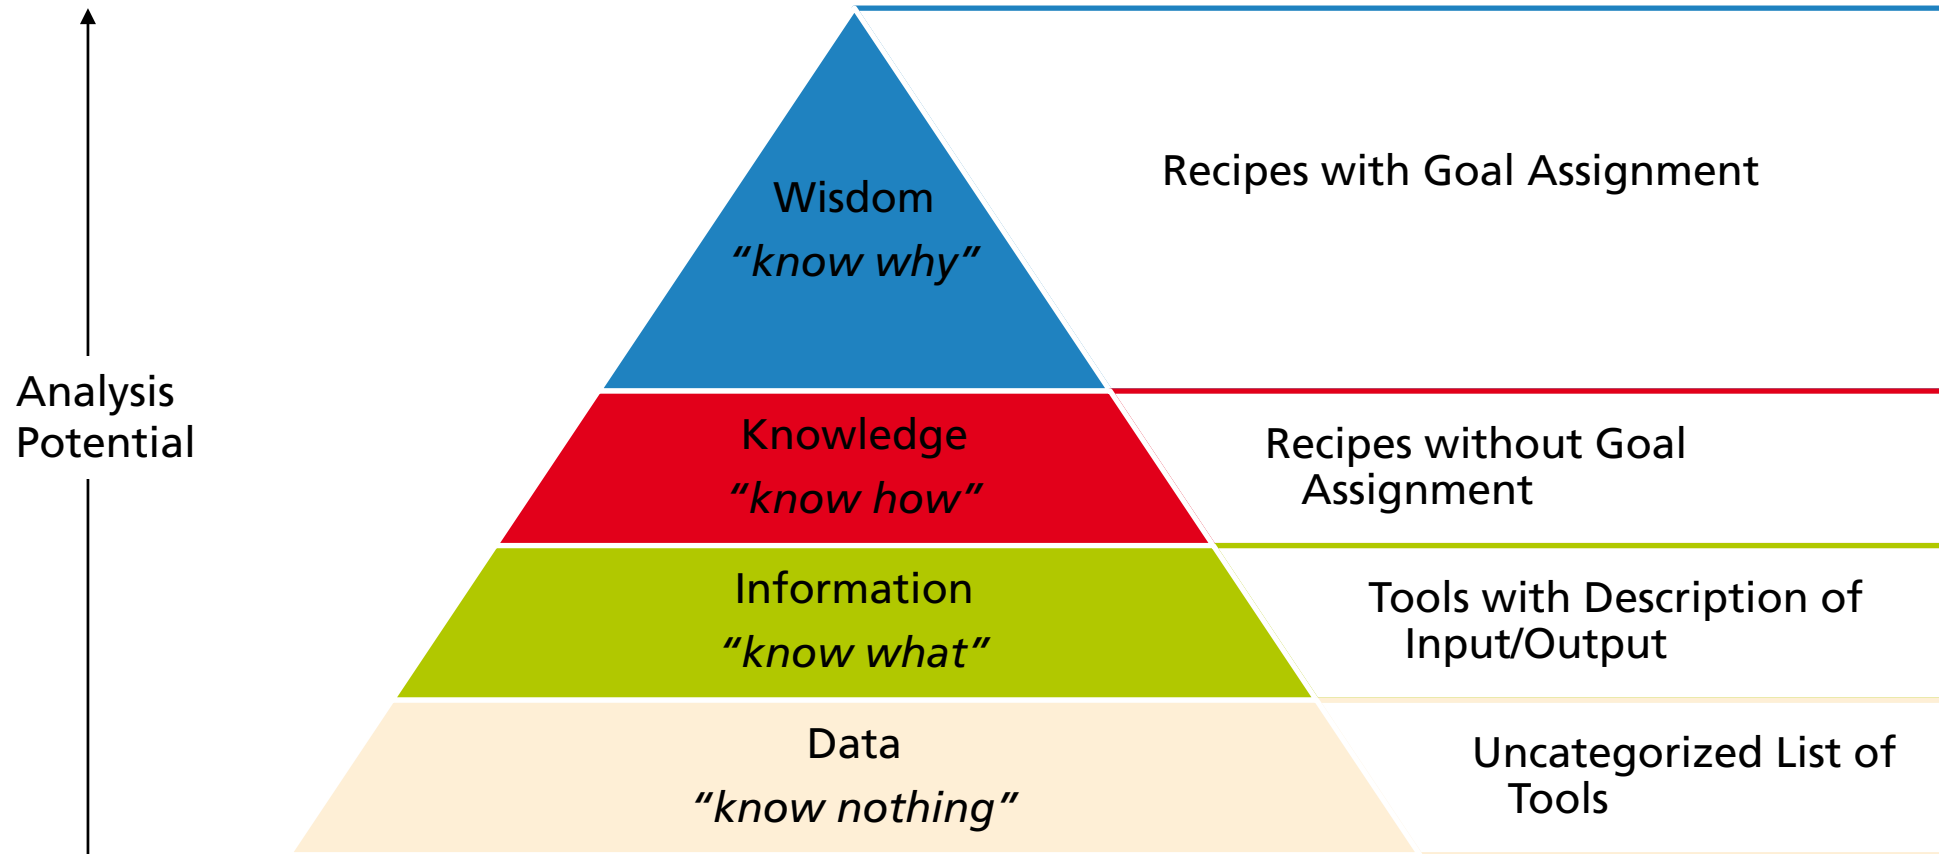 Wisdom
“know why”
Recipes with Goal Assignment
Analysis
Potential
Knowledge
“know how”
Recipes without Goal
Assignment
Information
“know what”
Tools with Description of
Input/Output
Data
“know nothing”
Uncategorized List of
Tools